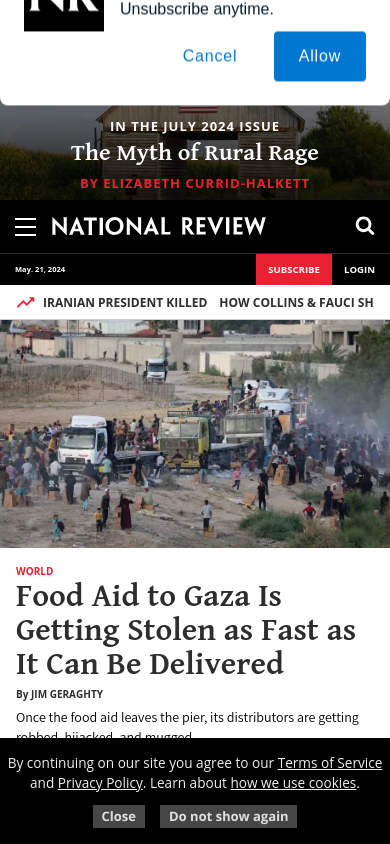 NR
Unsubscribe anytime.
Cancel
Allow
IN THE JULY 2024 ISSUE
The Myth of Rural Rage
BY ELIZABETH CURRID-HALKETT
NATIONAL REVIEW
May. 21, 2024
SUBSCRIBE
LOGIN
IRANIAN PRESIDENT KILLED
HOW COLLINS & FAUCI SH
WORLD
Food Aid to Gaza Is
Getting Stolen as Fast as
It Can Be Delivered
By JIM GERAGHTY
Once the food aid leaves the pier, its distributors are getting
robbed, hijacked, and mugged.
By continuing on our site you agree to our Terms of Service
and Privacy Policy. Learn about how we use cookies.
Close
Do not show again